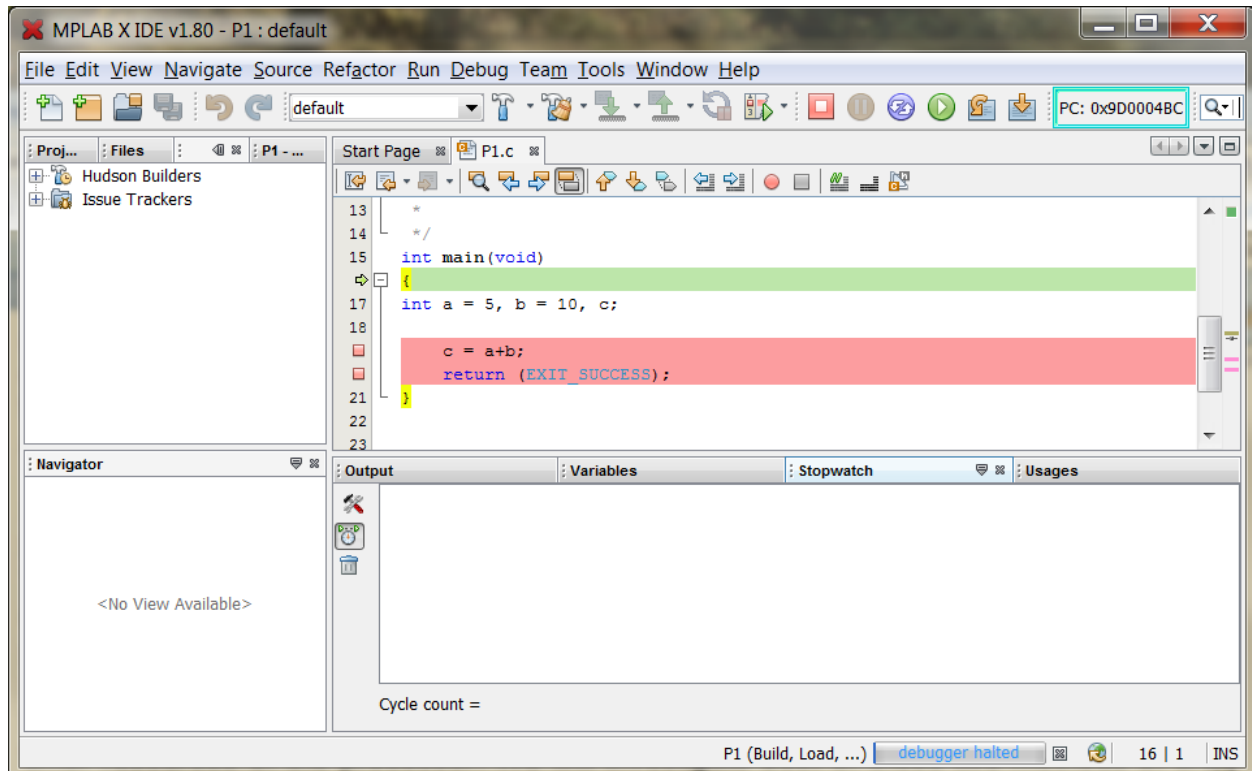 MPLAB X IDE v1.80 - P1 : default
File Edit View Navigate Source Refactor Run Debug Team Tools Window Help
default
PC: 0x9D0004BC
Proj... Files P1 - ...
Hudson Builders
Issue Trackers
Start Page P1.c
13 *
14 */
15 int main(void)
{
17 int a = 5, b = 10, c;
18
c = a+b;
return (EXIT_SUCCESS);
21 }
22
23
Navigator
<No View Available>
Output Variables Stopwatch Usages
Cycle count =
P1 (Build, Load, ...) debugger halted 16 | 1 INS